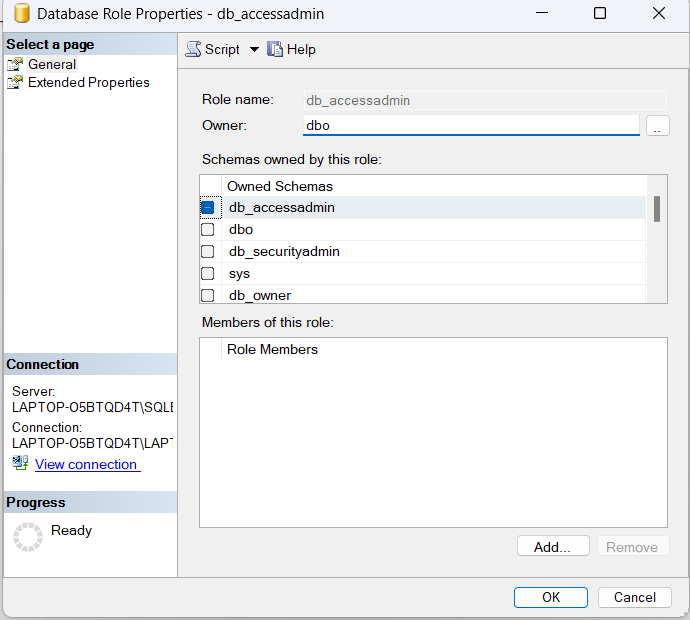 Database Role Properties - db_accessadmin
Select a page
General
Extended Properties
Script
Help
Role name: db_accessadmin
Owner: dbo
..
Schemas owned by this role:
Owned Schemas
db_accessadmin
dbo
db_securityadmin
sys
db_owner
Members of this role:
Role Members
Connection
Server:
LAPTOP-O5BTQD4T\SQLE
Connection:
LAPTOP-O5BTQD4T\LAPT
View connection
Progress
Ready
Add...
Remove
OK
Cancel